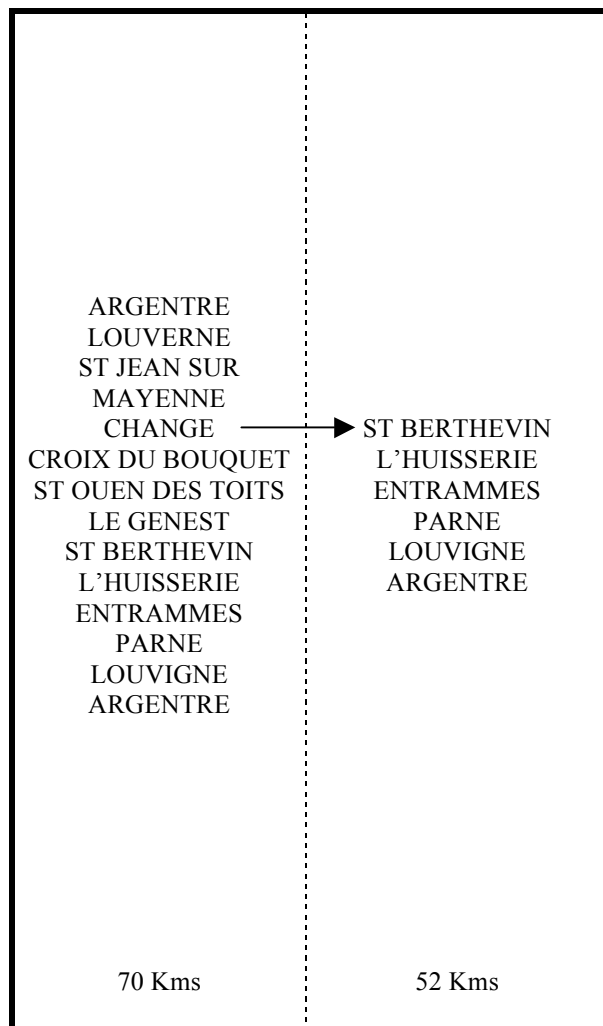 ARGENTRE
LOUVERNE
ST JEAN SUR
MAYENNE
CHANGE
CROIX DU BOUQUET
ST OUEN DES TOITS
LE GENEST
ST BERTHEVIN
L'HUISSERIE
ENTRAMMES
PARNE
LOUVIGNE
ARGENTRE
70 Kms
ST BERTHEVIN
L'HUISSERIE
ENTRAMMES
PARNE
LOUVIGNE
ARGENTRE
52 Kms